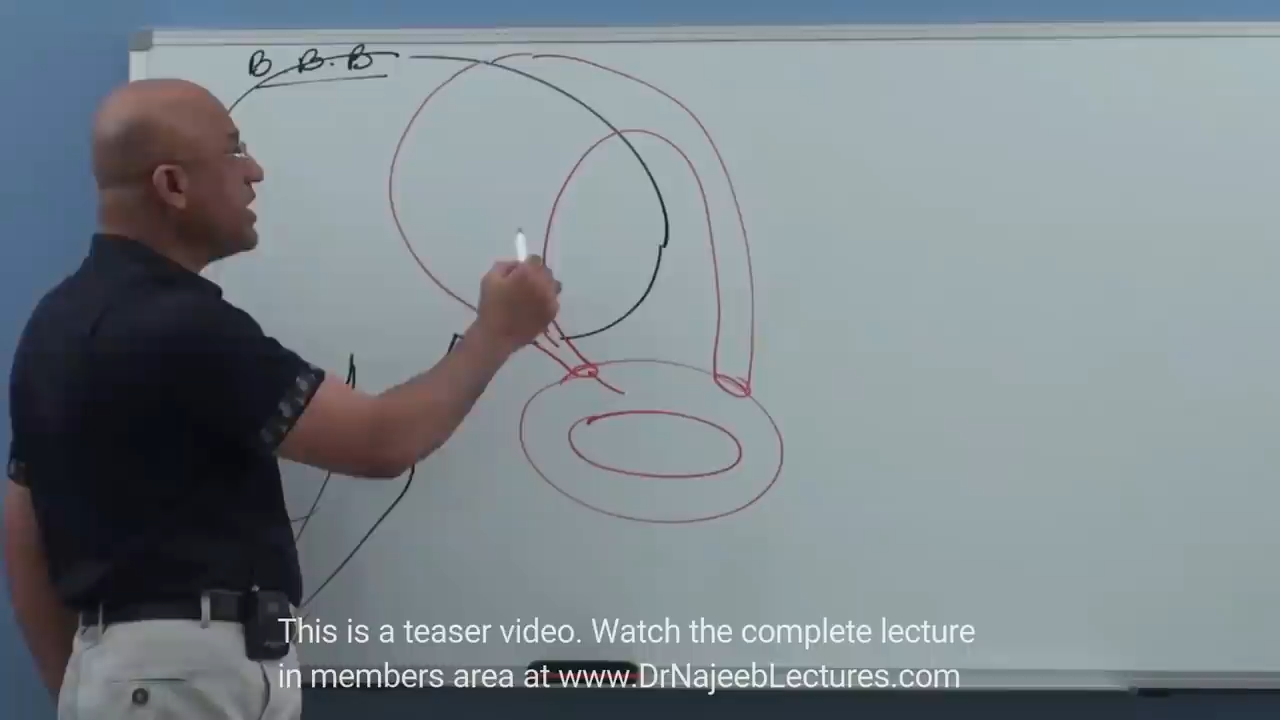 B B.B
This is a teaser video. Watch the complete lecture
in members area at www.DrNajeebLectures.com